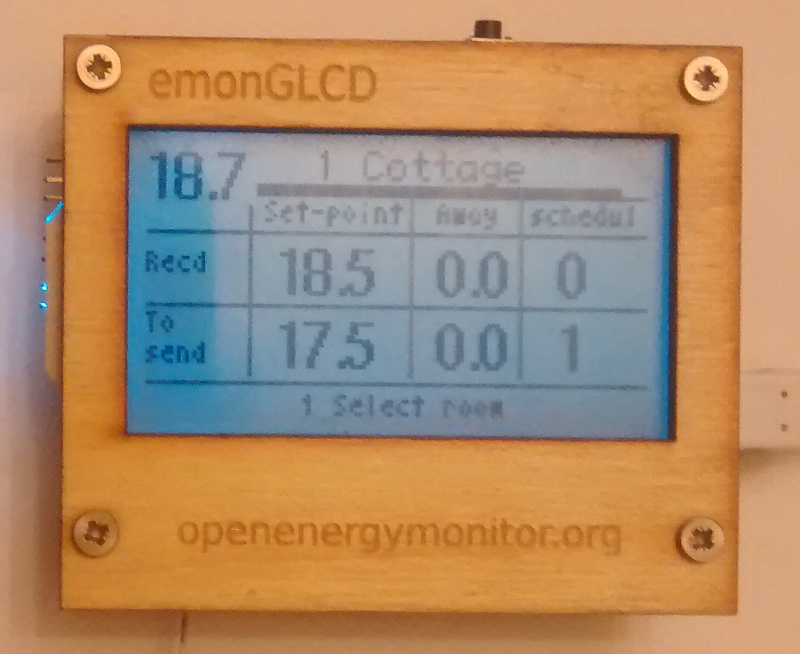 emonGLCD
18.7 1 Cottage
Set-point Away schedul
Recd 18.5 0.0 0
To send 17.5 0.0 1
1 Select room
openenergymonitor.org